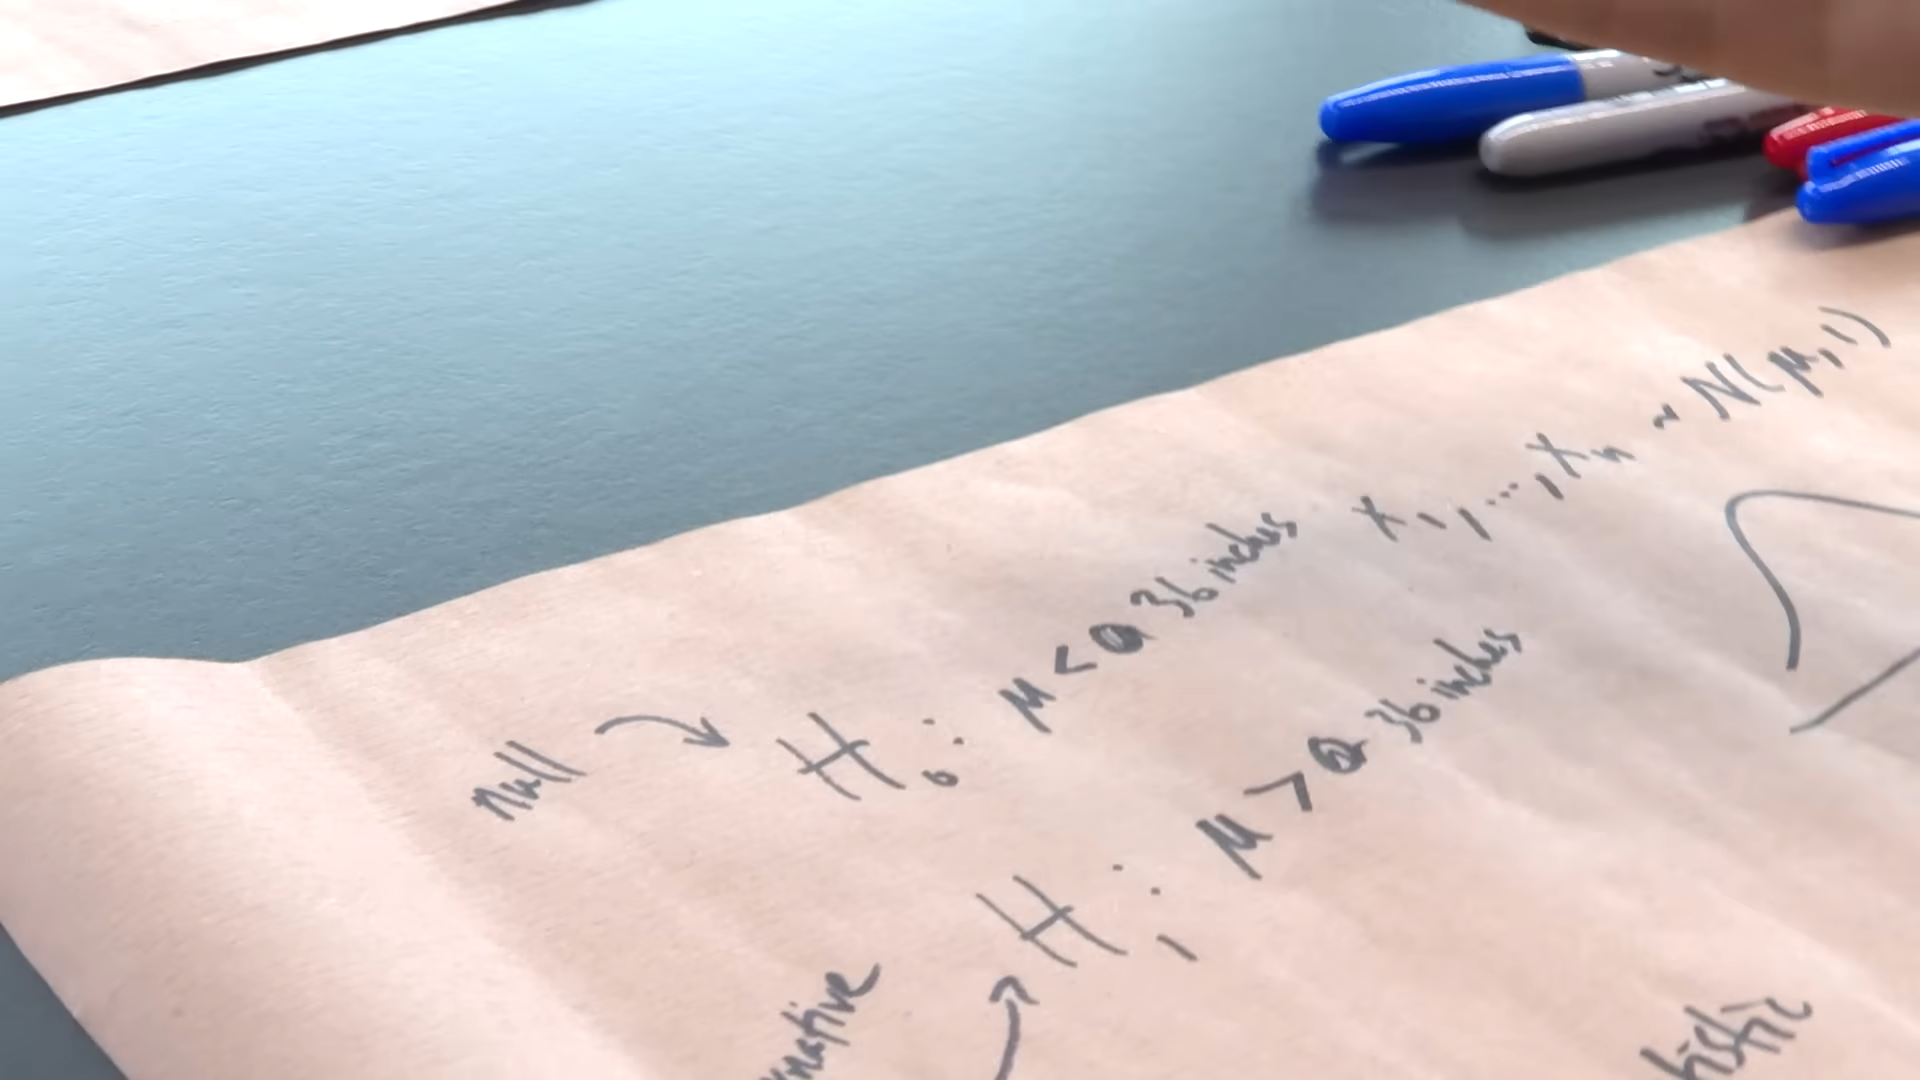 X₁,...,Xₙ ~ N(μ,1)
null H₀: μ < 36 inches
H₁: μ > 36 inches